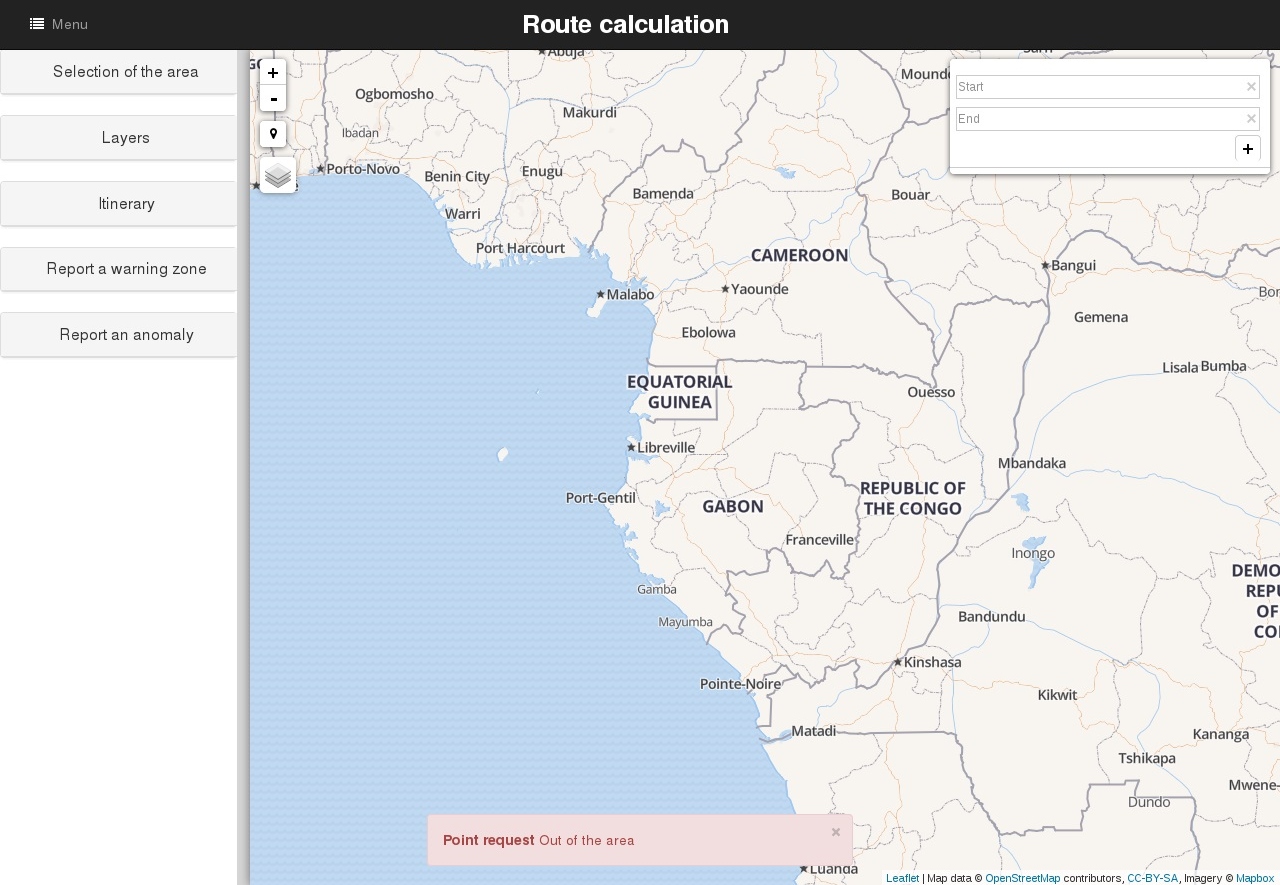 Menu
Route calculation
Selection of the area
Layers
Itinerary
Report a warning zone
Report an anomaly
+
-
Start ×
End ×
+
Abuja
Ogbomosho
Makurdi
Ibadan
Porto-Novo
Benin City
Enugu
Bamenda
Bouar
Warri
Port Harcourt
CAMEROON
Bangui
Malabo
Yaounde
Gemena
Ebolowa
Lisala
Bumba
EQUATORIAL
GUINEA
Ouesso
Libreville
Mbandaka
Port-Gentil
GABON
REPUBLIC OF
THE CONGO
Franceville
Inongo
Gamba
Mayumba
Bandundu
Kinshasa
Pointe-Noire
Kikwit
Matadi
Kananga
Tshikapa
Dundo
Luanda
DEMO
REPU
OF
CO
Mwene-
Point request Out of the area ×
Leaflet | Map data © OpenStreetMap contributors, CC-BY-SA, Imagery © Mapbox